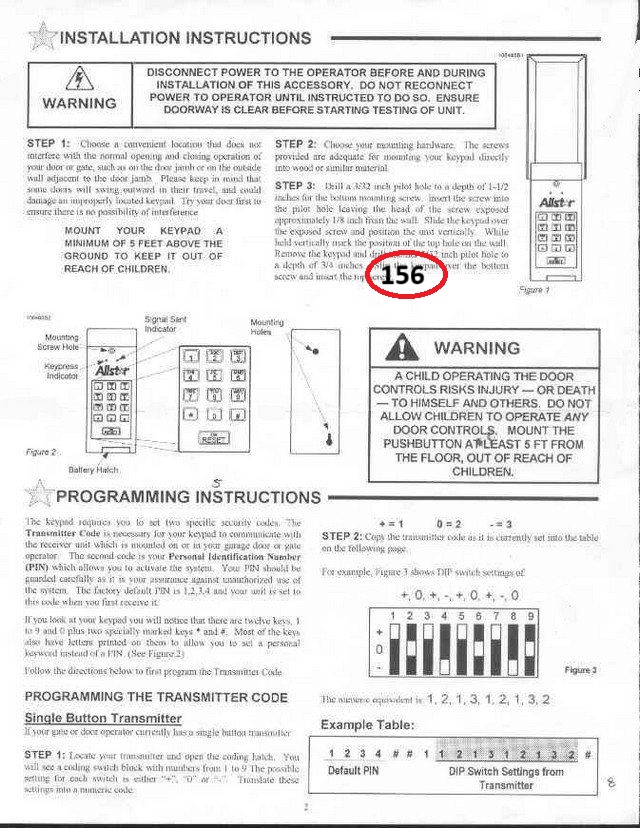 INSTALLATION INSTRUCTIONS
WARNING
DISCONNECT POWER TO THE OPERATOR BEFORE AND DURING
INSTALLATION OF THIS ACCESSORY. DO NOT RECONNECT
POWER TO OPERATOR UNTIL INSTRUCTED TO DO SO. ENSURE
DOORWAY IS CLEAR BEFORE STARTING TESTING OF UNIT.
STEP 1: Choose a convenient location that does not
interfere with the normal opening and closing operation of
your door or gate, such as on the door jamb or on the outside
wall adjacent to the door jamb. Please keep in mind that
some doors will swing outward in their travel, and could
damage an improperly located keypad. Try your door first to
ensure there is no possibility of interference
MOUNT YOUR KEYPAD A
MINIMUM OF 5 FEET ABOVE THE
GROUND TO KEEP IT OUT OF
REACH OF CHILDREN.
STEP 2: Choose your mounting hardware. The screws
provided are adequate for mounting your keypad directly
into wood or similar material.
STEP 3: Drill a 3/32 inch pilot hole to a depth of 1-1/2
inches for the bottom mounting screw. Insert the screw into
the pilot hole leaving the head of the screw exposed
approximately 1/8 inch from the wall. Slide the keypad over
the exposed screw and position the unit vertically. While
held vertically mark the position of the top hole on the wall.
Remove the keypad and drill inch pilot hole to
a depth of 3/4 inches. the keypad over the bottom
screw and insert the top
156
Allstar
Figure 1
Signal Sent
Indicator
Mounting
Screw Hole
Keypress
Indicator
Allstar
Mounting
Holes
1 2 3
4 5 6
7 8 9
* 0 #
RESET
Figure 2
Battery Hatch
WARNING
A CHILD OPERATING THE DOOR
CONTROLS RISKS INJURY — OR DEATH
— TO HIMSELF AND OTHERS. DO NOT
ALLOW CHILDREN TO OPERATE ANY
DOOR CONTROLS. MOUNT THE
PUSHBUTTON AT LEAST 5 FT FROM
THE FLOOR, OUT OF REACH OF
CHILDREN.
5
PROGRAMMING INSTRUCTIONS
The keypad requires you to set two specific security codes. The
Transmitter Code is necessary for your keypad to communicate with
the receiver unit which is mounted on or in your garage door or gate
operator. The second code is your Personal Identification Number
(PIN) which allows you to activate the system. Your PIN should be
guarded carefully as it is your assurance against unauthorized use of
the system. The factory default PIN is 1,2,3,4 and your unit is set to
this code when you first receive it.
If you look at your keypad you will notice that there are twelve keys, 1
to 9 and 0 plus two specially marked keys * and #. Most of the keys
also have letters printed on them to allow you to set a personal
keyword instead of a PIN. (See Figure 2)
Follow the directions below to first program the Transmitter Code
PROGRAMMING THE TRANSMITTER CODE
Single Button Transmitter
If your gate or door operator currently has a single button transmitter
STEP 1: Locate your transmitter and open the coding hatch. You
will see a coding switch block with numbers from 1 to 9 The possible
setting for each switch is either "+", "0" or "-". Translate these
settings into a numeric code.
+ = 1 0 = 2 - = 3
STEP 2: Copy the transmitter code as it is currently set into the table
on the following page.
For example, Figure 3 shows DIP switch settings of
+, 0, +, -, +, 0, +, -, 0
1 2 3 4 5 6 7 8 9
+
0
-
Figure 3
The numeric equivalent is 1, 2, 1, 3, 1, 2, 1, 3, 2
Example Table:
1 2 3 4 # # 1 1 2 1 3 1 2 1 3 2 #
Default PIN
DIP Switch Settings from
Transmitter
2
8